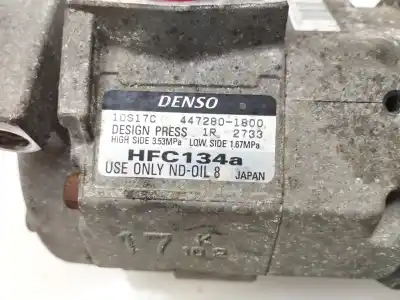 DENSO
10S17C 447280-1800
DESIGN PRESS 1R 2733
HIGH SIDE 3.53MPa LOW SIDE 1.67MPa
HFC134a
USE ONLY ND-OIL 8 JAPAN
17